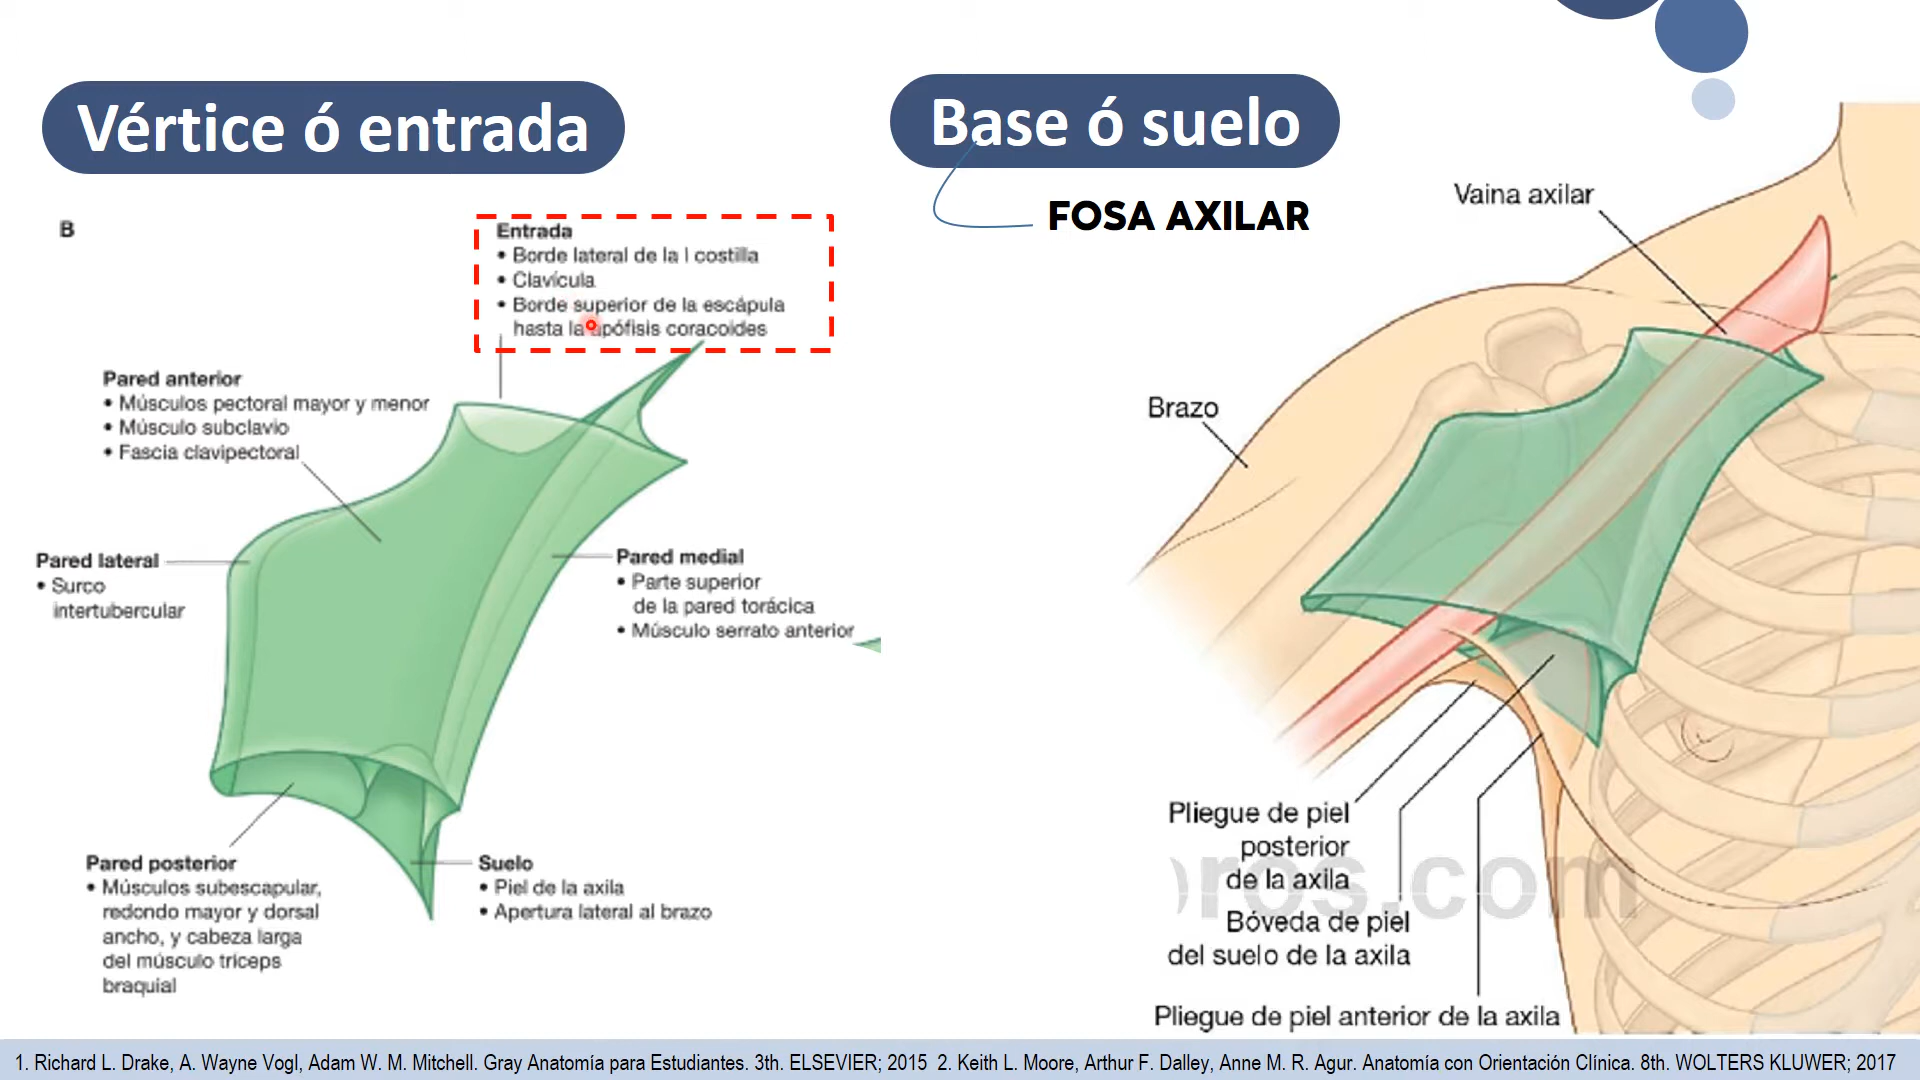 Vértice ó entrada
Base ó suelo
FOSA AXILAR
B
Entrada
• Borde lateral de la I costilla
• Clavícula
• Borde superior de la escápula
hasta la apófisis coracoides
Pared anterior
• Músculos pectoral mayor y menor
• Músculo subclavio
• Fascia clavipectoral
Pared lateral
• Surco
intertubercular
Pared medial
• Parte superior
de la pared torácica
• Músculo serrato anterior
Pared posterior
• Músculos subescapular,
redondo mayor y dorsal
ancho, y cabeza larga
del músculo tríceps
braquial
Suelo
• Piel de la axila
• Apertura lateral al brazo
Vaina axilar
Brazo
Pliegue de piel
posterior
de la axila
Bóveda de piel
del suelo de la axila
Pliegue de piel anterior de la axila
ros.com
1. Richard L. Drake, A. Wayne Vogl, Adam W. M. Mitchell. Gray Anatomía para Estudiantes. 3th. ELSEVIER; 2015 2. Keith L. Moore, Arthur F. Dalley, Anne M. R. Agur. Anatomía con Orientación Clínica. 8th. WOLTERS KLUWER; 2017